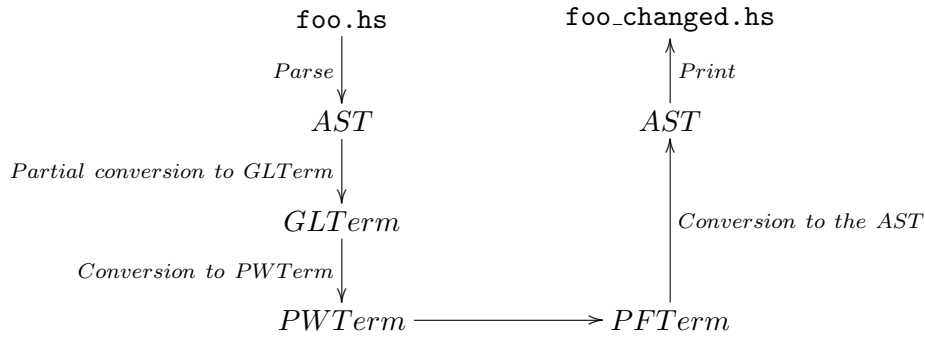 foo.hs
foo_changed.hs
Parse
Print
AST
AST
Partial conversion to GLTerm
GLTerm
Conversion to the AST
Conversion to PWTerm
PWTerm
PFTerm